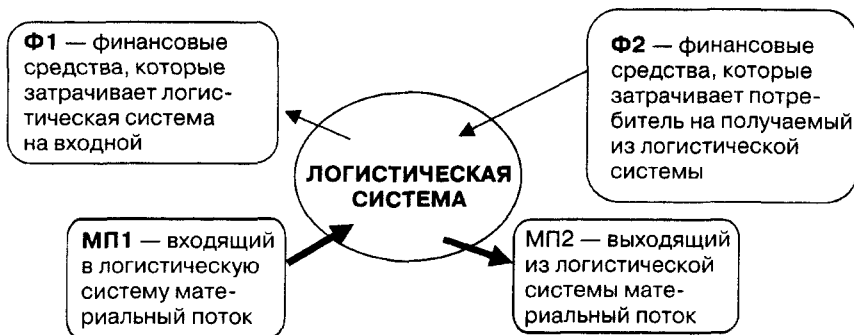 Ф1 — финансовые
средства, которые
затрачивает логис-
тическая система
на входной
Ф2 — финансовые
средства, которые
затрачивает потре-
битель на получаемый
из логистической
системы
ЛОГИСТИЧЕСКАЯ
СИСТЕМА
МП1 — входящий
в логистическую
систему мате-
риальный поток
МП2 — выходящий
из логистической
системы мате-
риальный поток